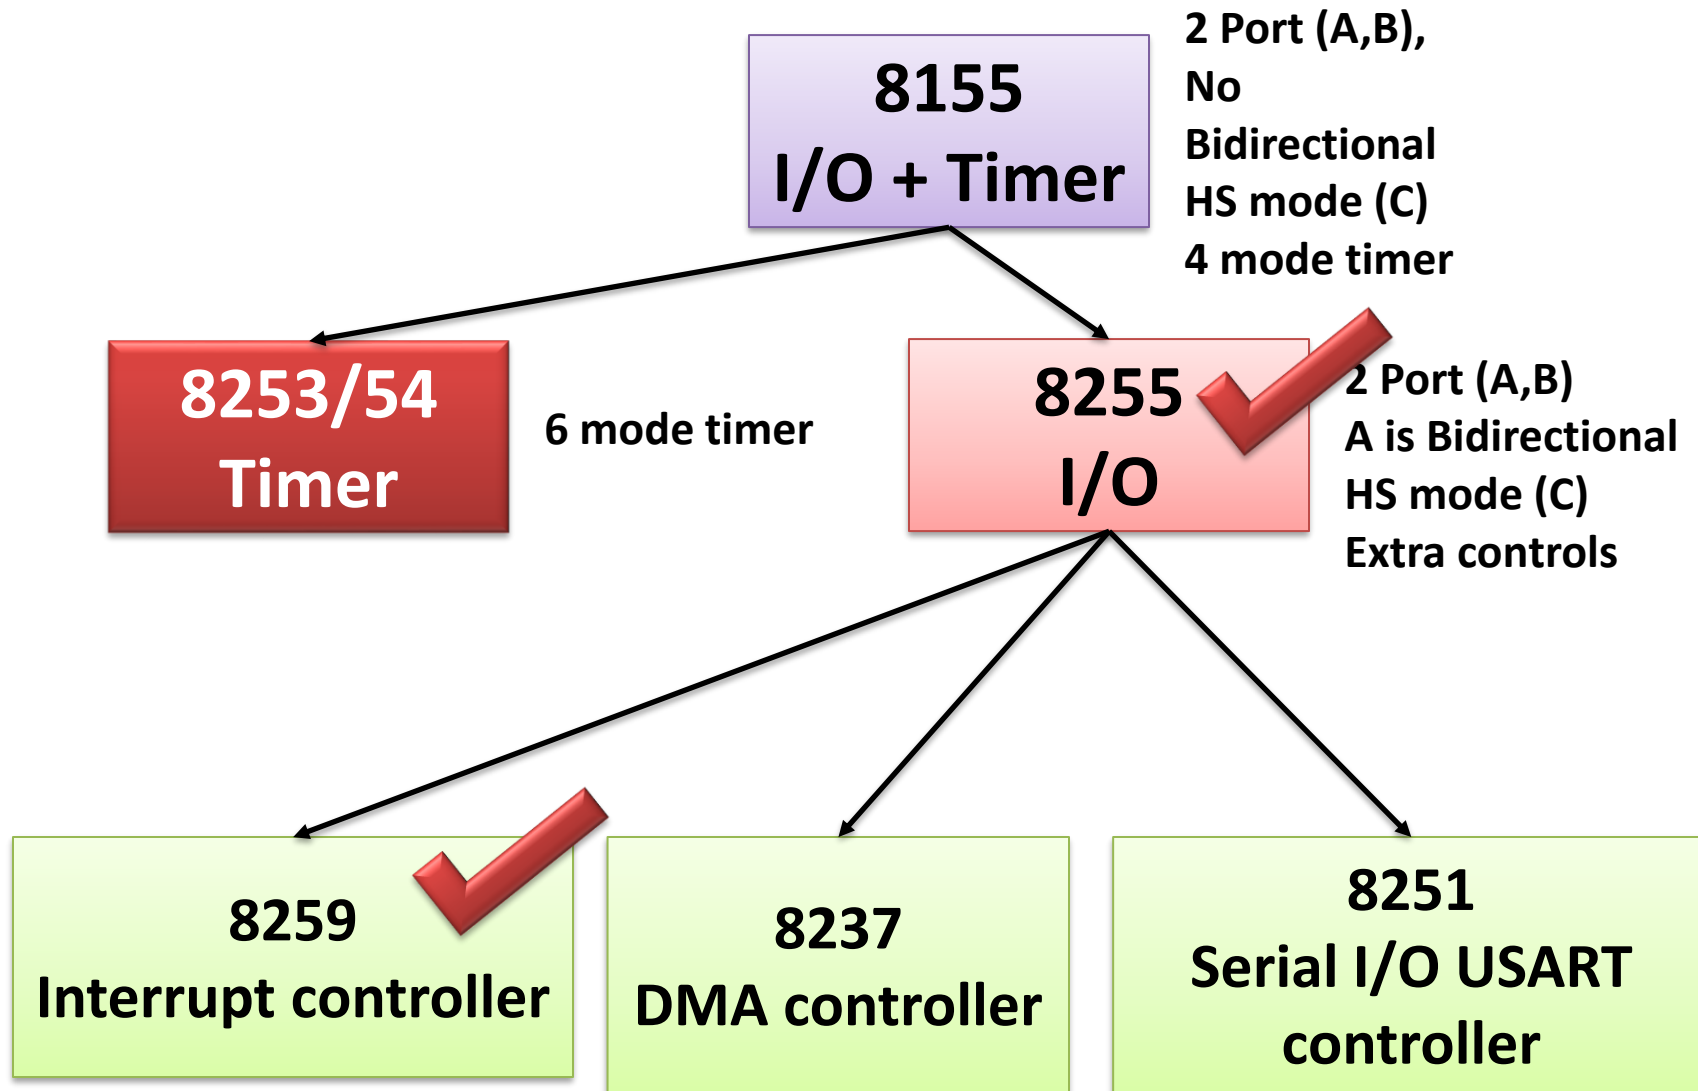 8155
I/O + Timer
2 Port (A,B),
No
Bidirectional
HS mode (C)
4 mode timer
8253/54
Timer
6 mode timer
8255
I/O
2 Port (A,B)
A is Bidirectional
HS mode (C)
Extra controls
8259
Interrupt controller
8237
DMA controller
8251
Serial I/O USART
controller